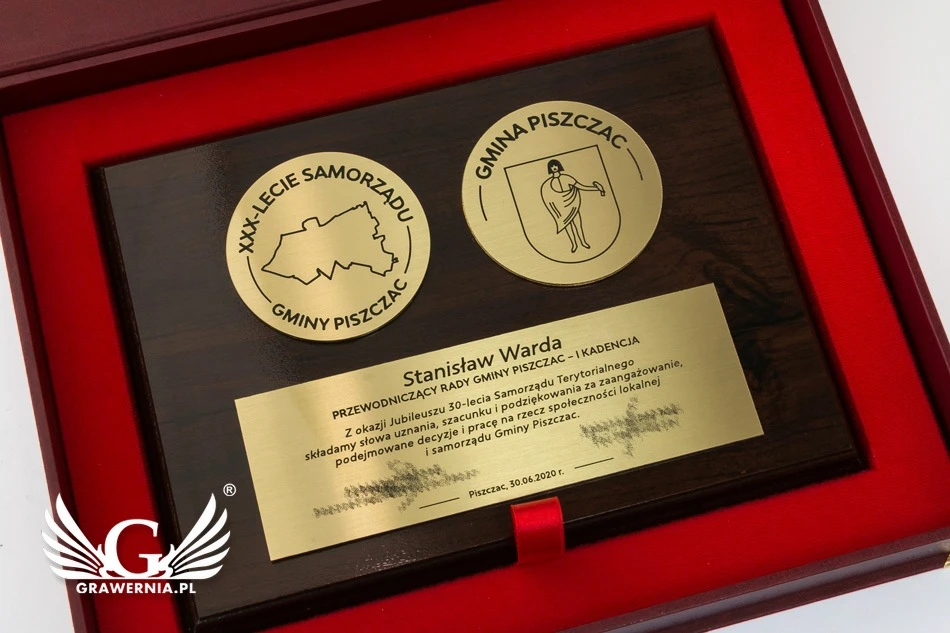 XXX-LECIE SAMORZĄDU
GMINY PISZCZAC
GMINA PISZCZAC
Stanisław Warda
PRZEWODNICZĄCY RADY GMINY PISZCZAC – I KADENCJA
Z okazji Jubileuszu 30-lecia Samorządu Terytorialnego
składamy słowa uznania, szacunku i podziękowania za zaangażowanie,
podejmowane decyzje i pracę na rzecz społeczności lokalnej
i samorządu Gminy Piszczac.
Piszczac, 30.06.2020 r.
G ®
GRAWERNIA.PL